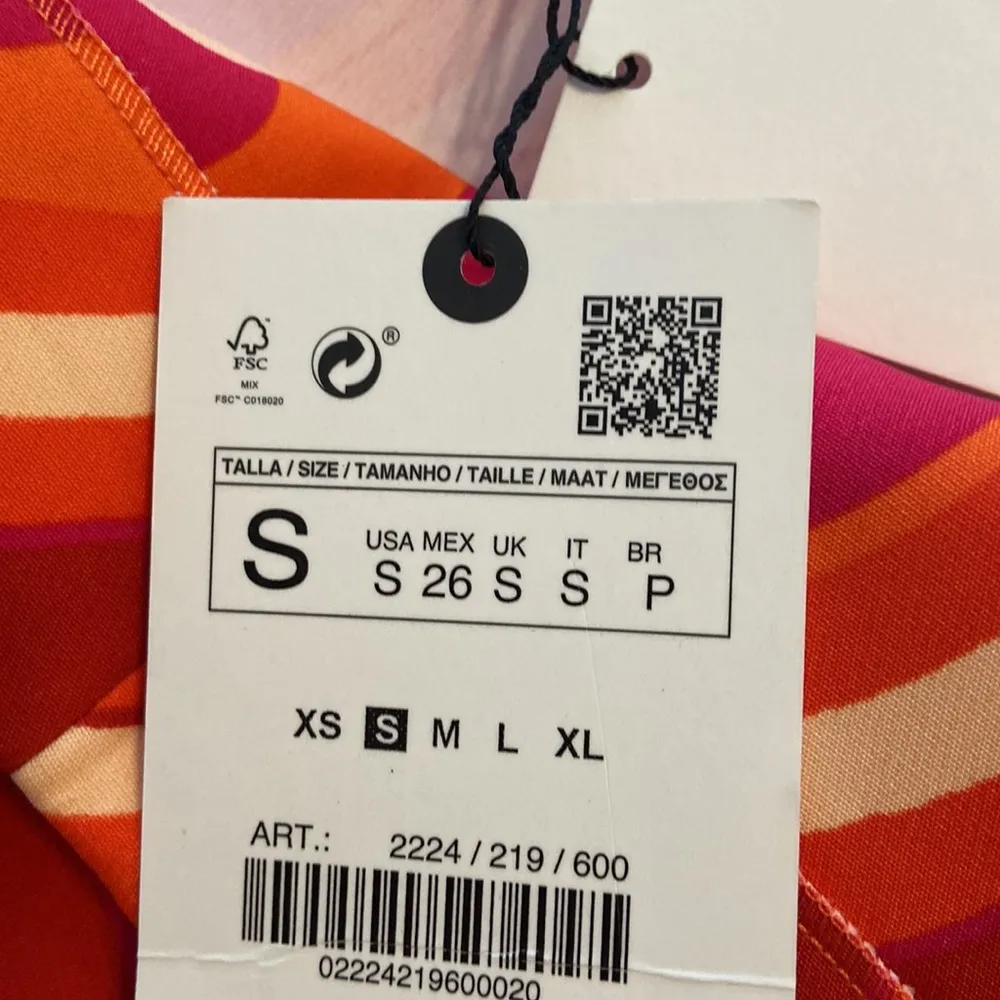 FSC
MIX
FSC™ C018020
®
TALLA / SIZE / TAMANHO / TAILLE / MAAT / ΜΕΓΕΘΟΣ
USA MEX UK IT BR
S S 26 S S P
XS S M L XL
ART.: 2224 / 219 / 600
02224219600020